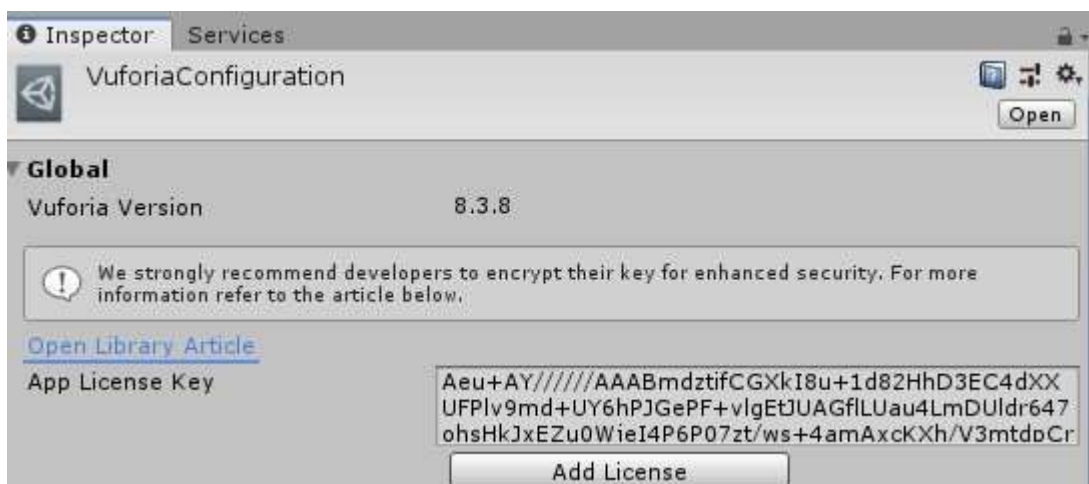 Inspector Services
VuforiaConfiguration
Open
Global
Vuforia Version 8.3.8
We strongly recommend developers to encrypt their key for enhanced security. For more
information refer to the article below.
Open Library Article
App License Key
Aeu+AY//////AAABmdztifCGXkI8u+1d82HhD3EC4dXX
UFPlv9md+UY6hPJGePF+vlgEtJUAGflLUau4LmDUldr647
ohsHkJxEZu0WieI4P6P07zt/ws+4amAxcKXh/V3mtdpCr
Add License